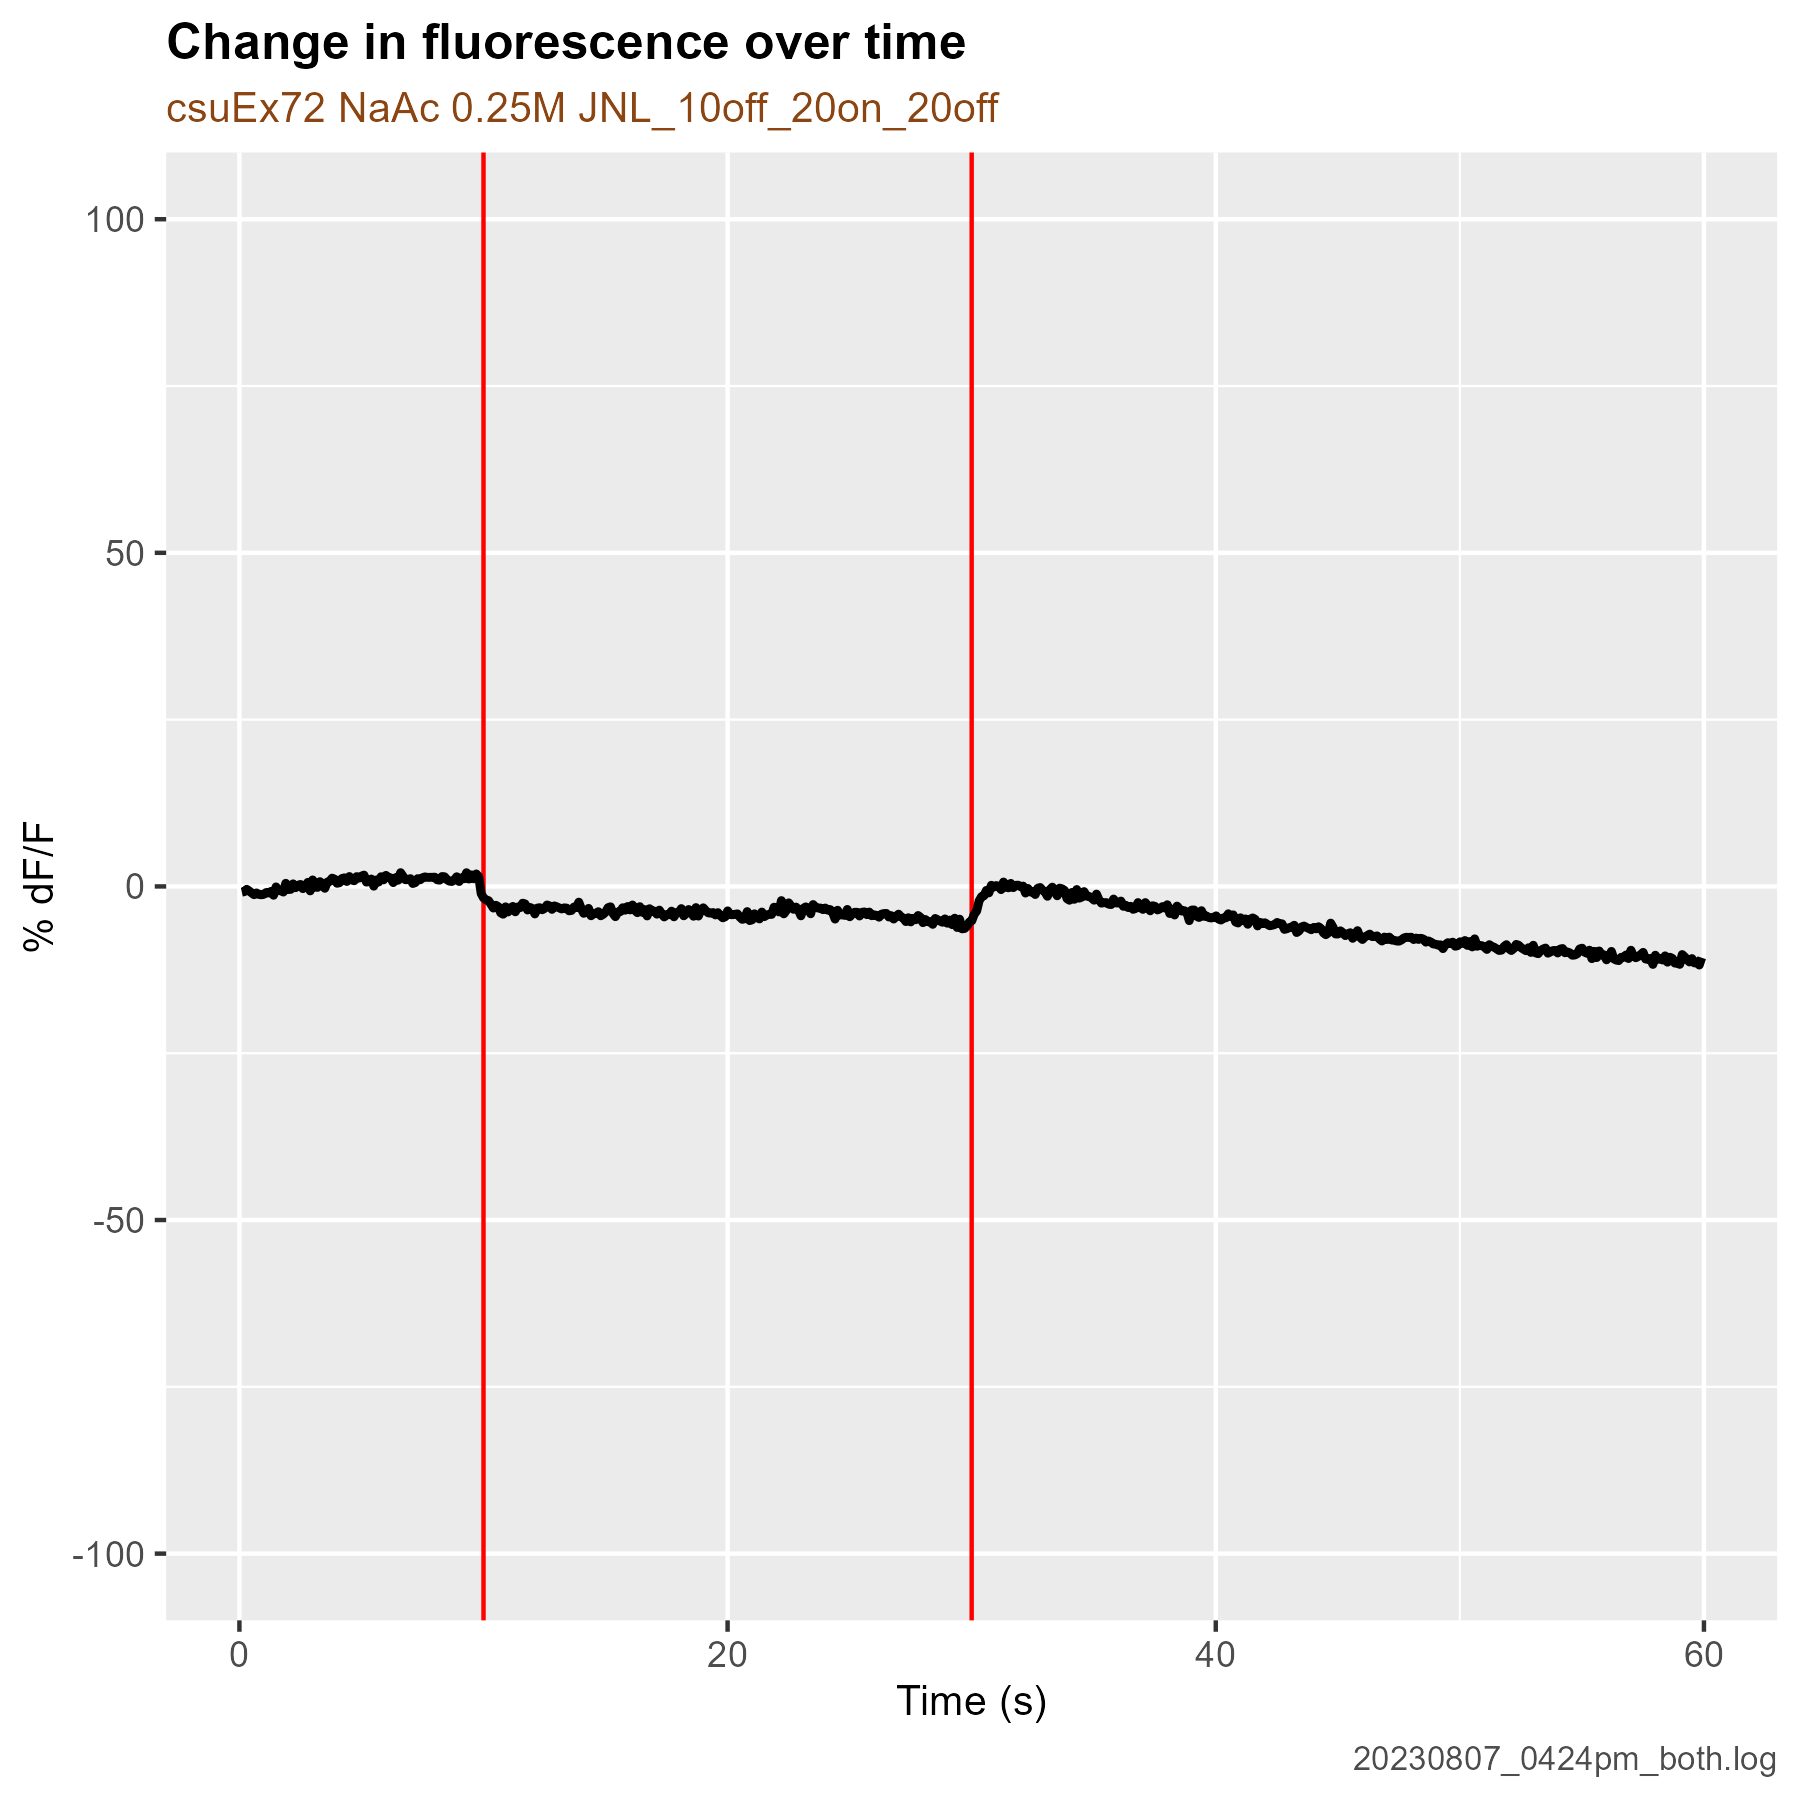 Change in fluorescence over time
csuEx72 NaAc 0.25M JNL_10off_20on_20off
100
50
0
-50
-100
% dF/F
0 20 40 60
Time (s)
20230807_0424pm_both.log